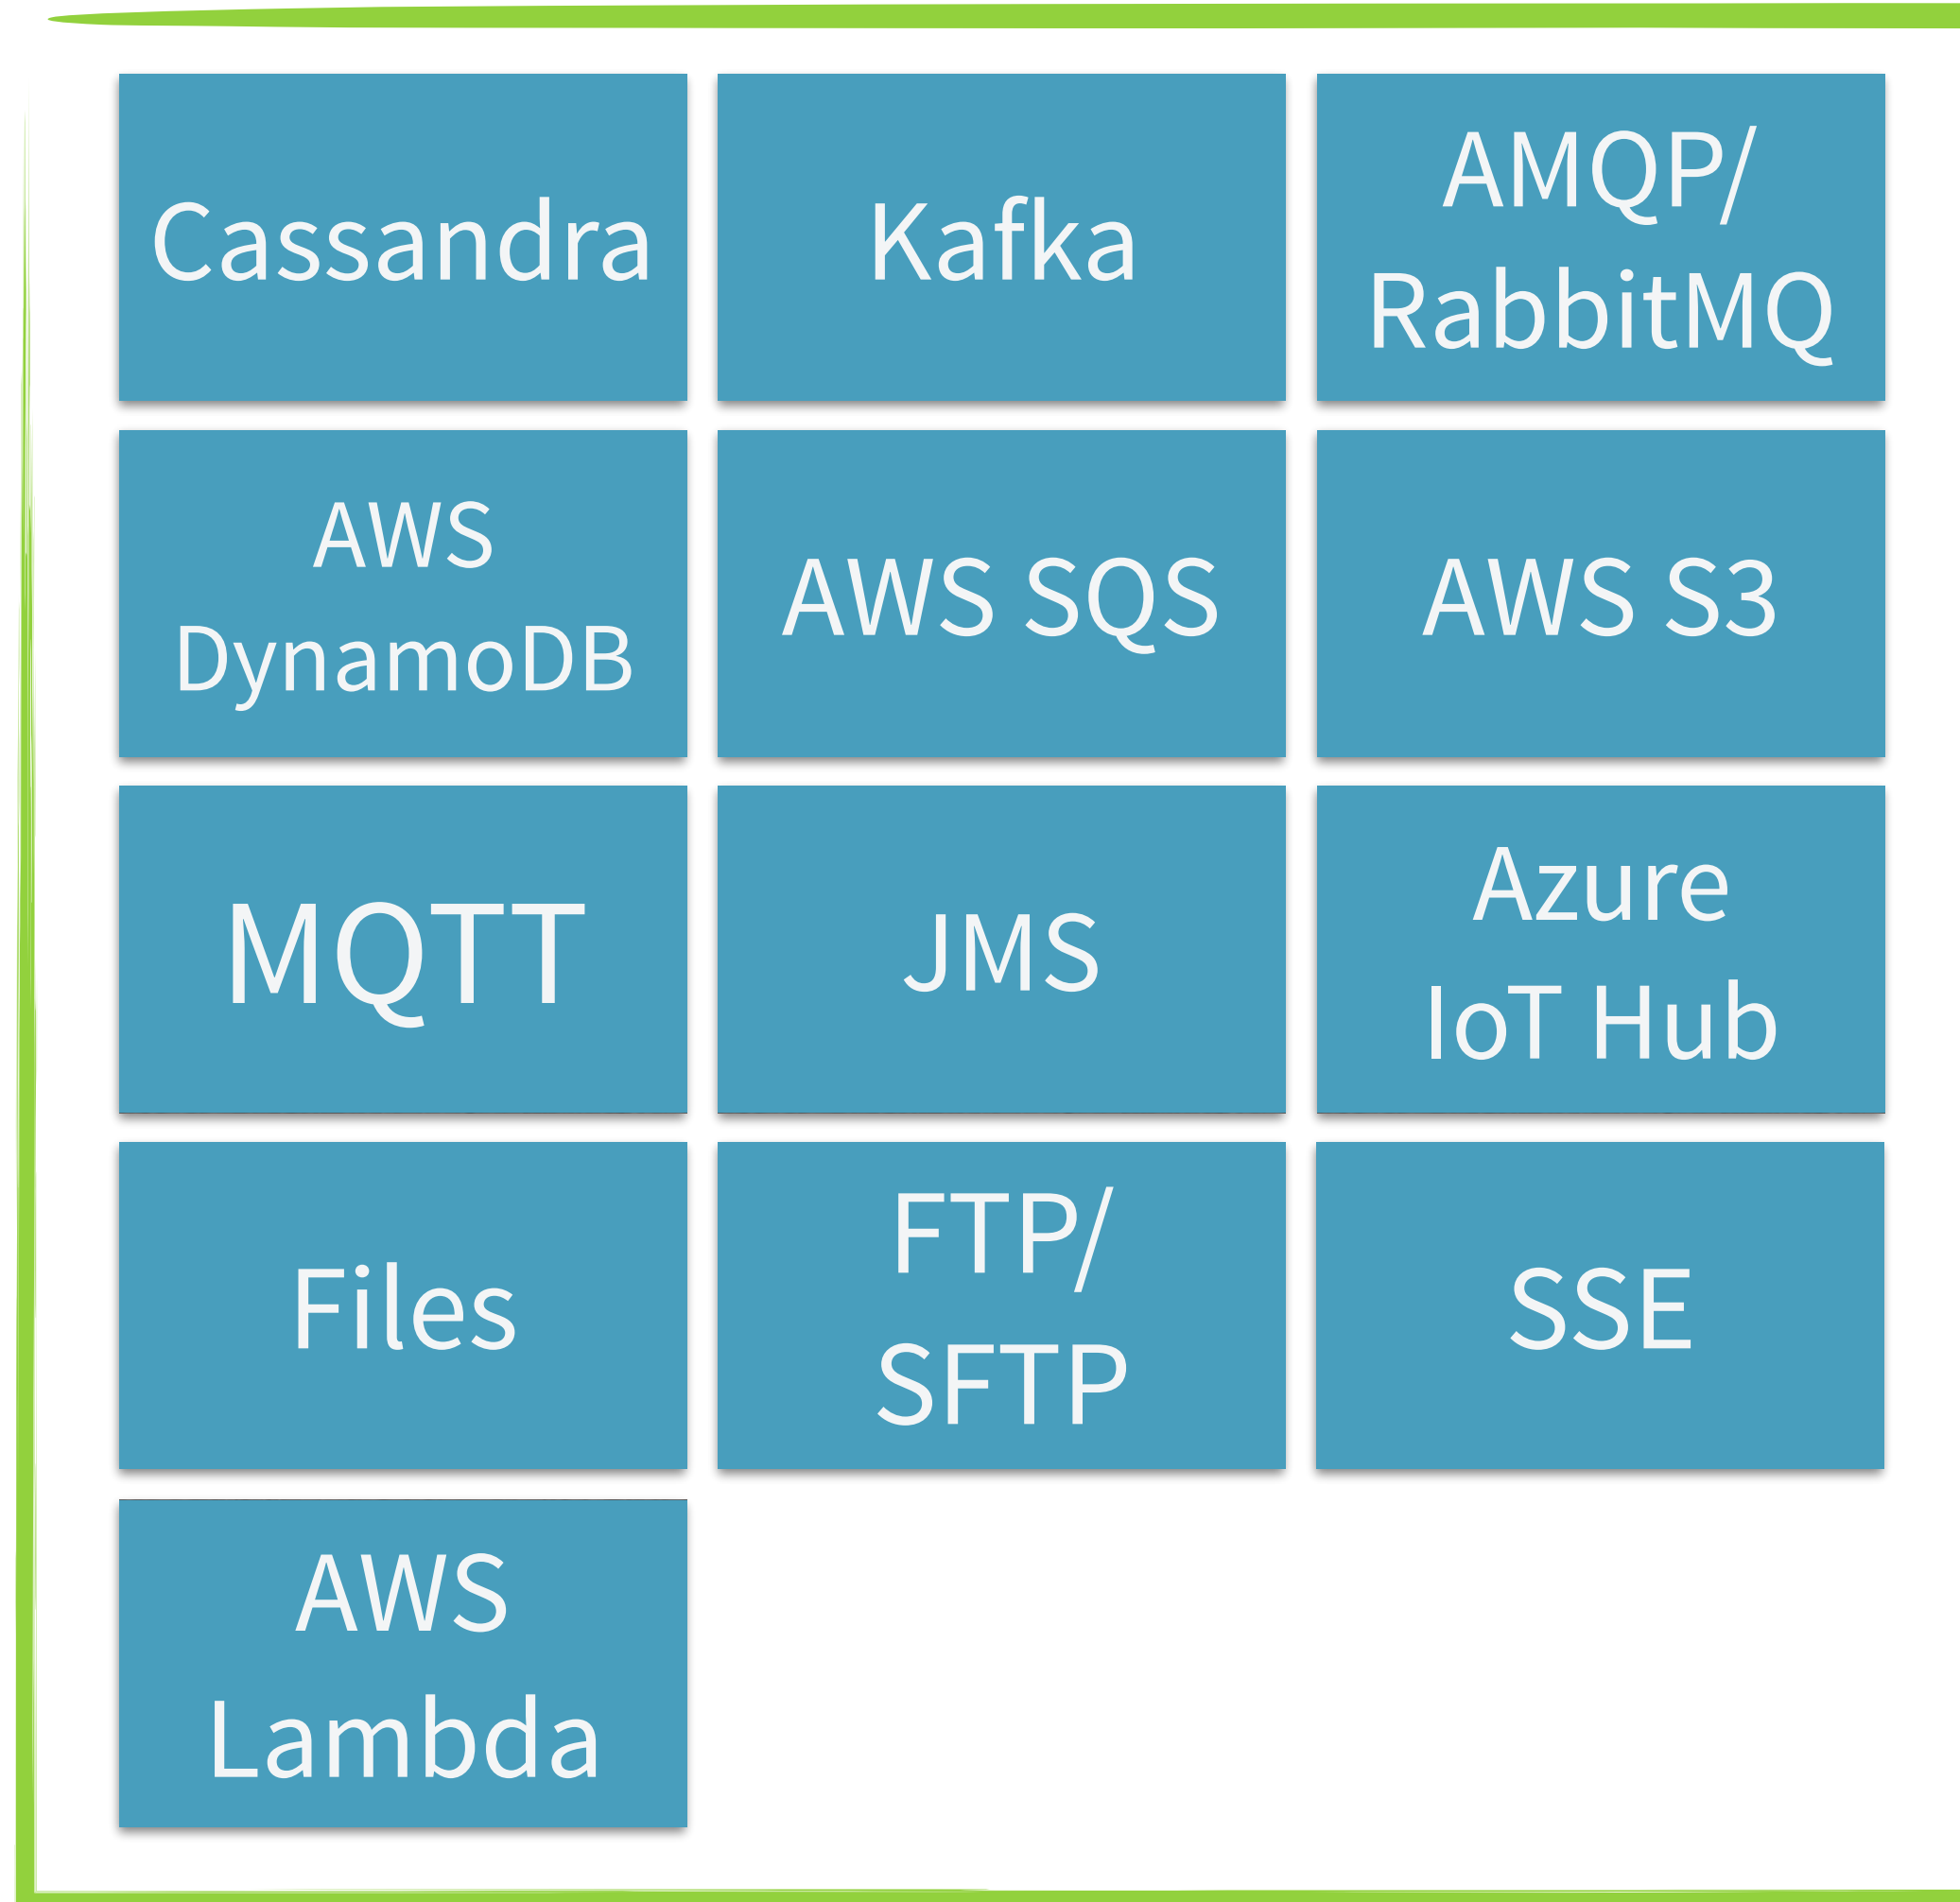 Cassandra
Kafka
AMQP/
RabbitMQ
AWS
DynamoDB
AWS SQS
AWS S3
MQTT
JMS
Azure
IoT Hub
Files
FTP/
SFTP
SSE
AWS
Lambda